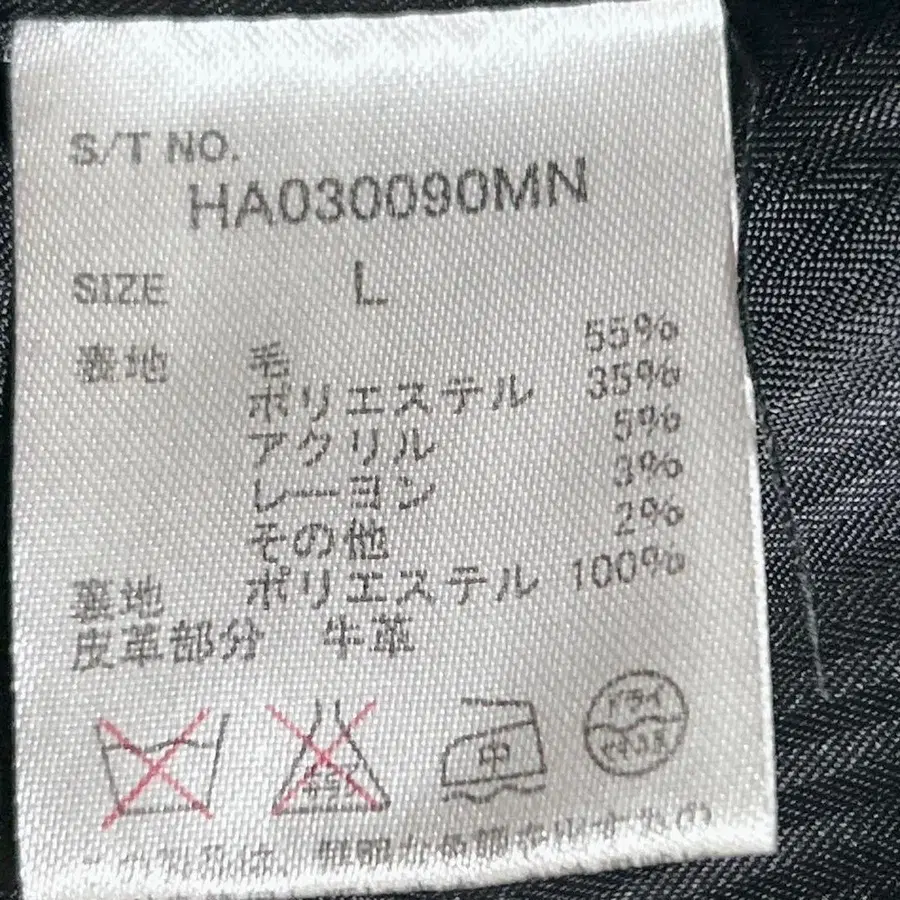 S/T NO.
HA030090MN
SIZE L
表地 毛 55%
ポリエステル 35%
アクリル 5%
レーヨン 3%
その他 2%
裏地 ポリエステル 100%
皮革部分 牛革
中 ドライ